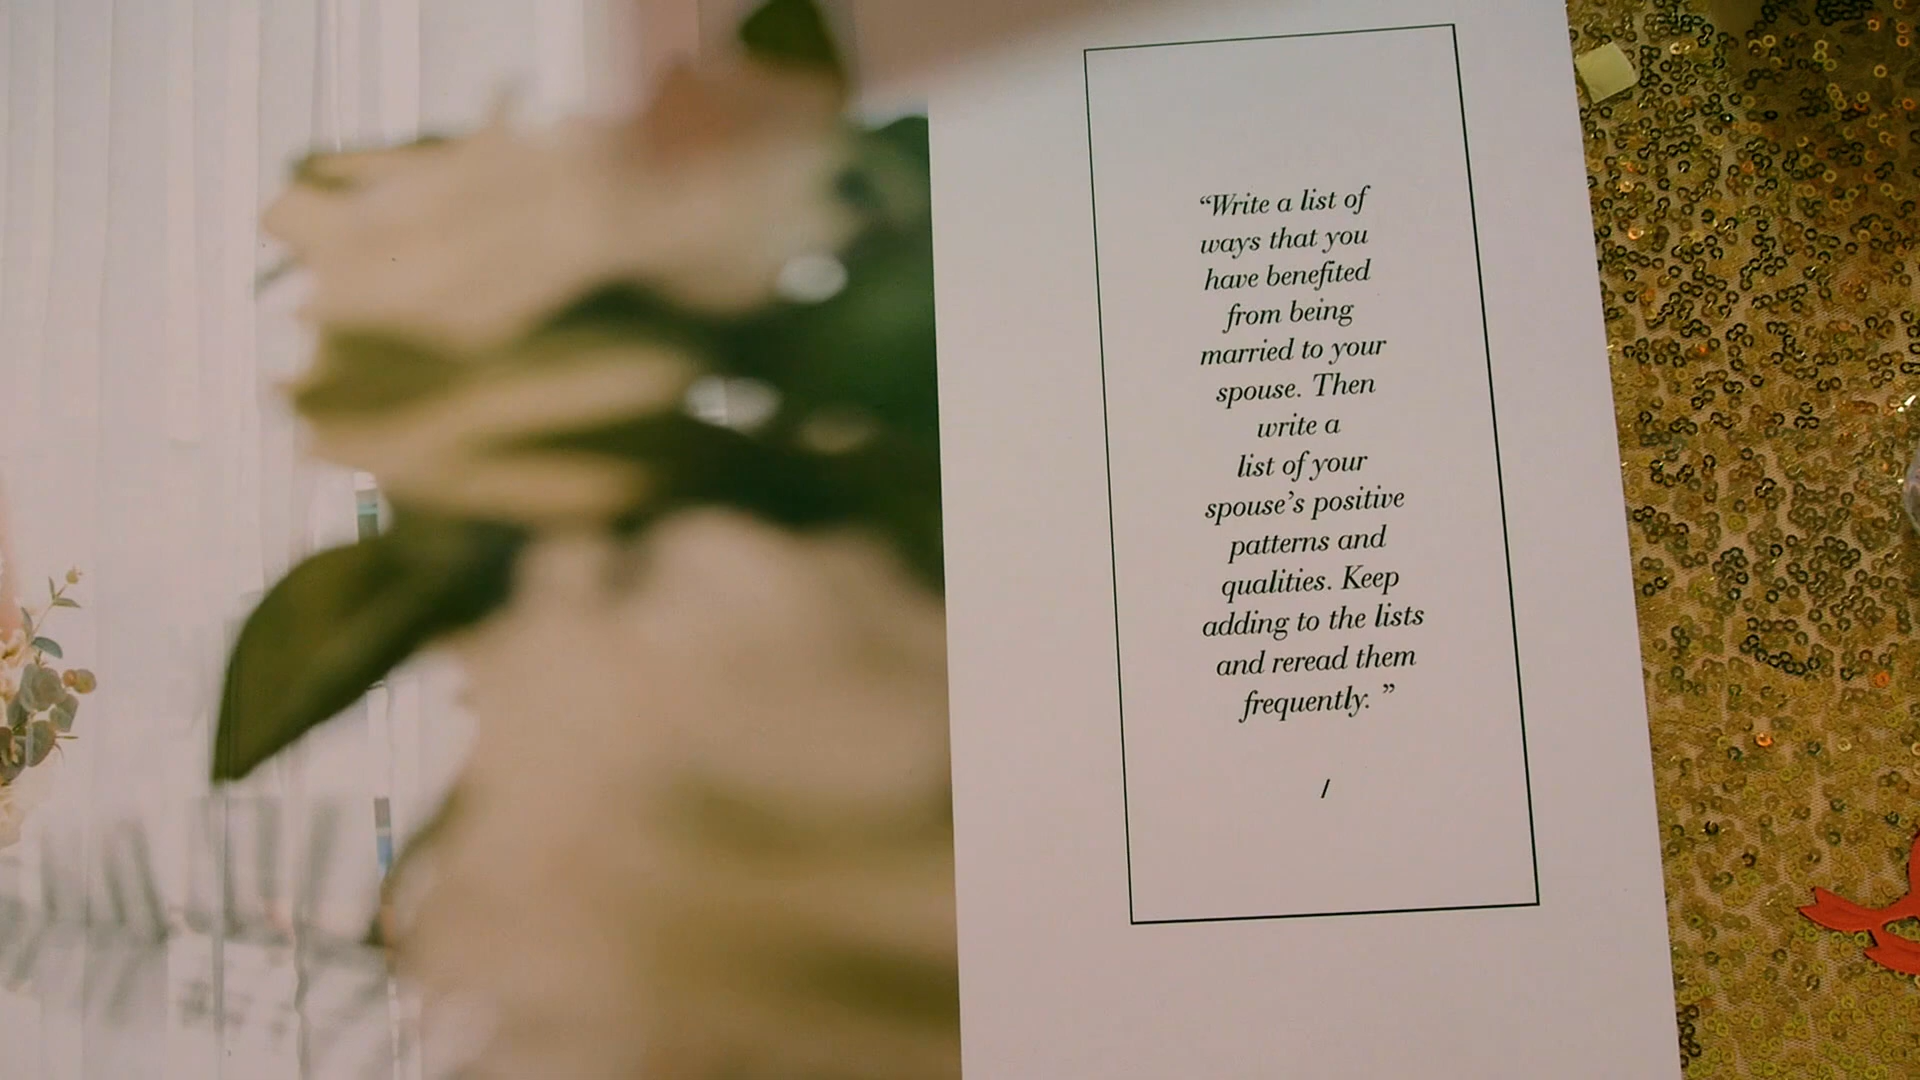 “Write a list of
ways that you
have benefited
from being
married to your
spouse. Then
write a
list of your
spouse’s positive
patterns and
qualities. Keep
adding to the lists
and reread them
frequently. ”
/